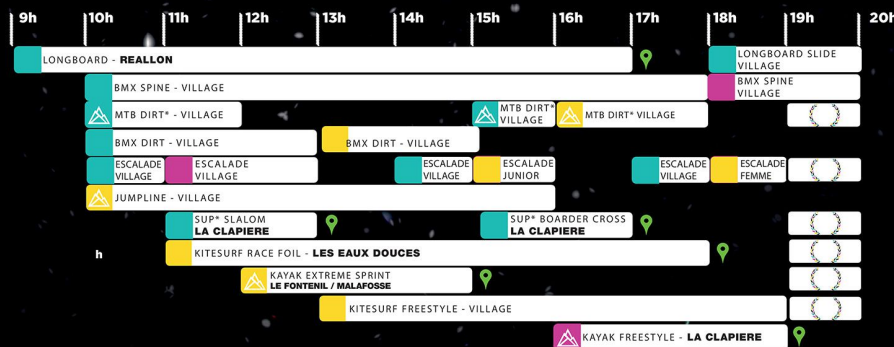 9h 10h 11h 12h 13h 14h 15h 16h 17h 18h 19h 20h
LONGBOARD - REALLON
LONGBOARD SLIDE
VILLAGE
BMX SPINE - VILLAGE
BMX SPINE
VILLAGE
MTB DIRT* - VILLAGE
MTB DIRT*
VILLAGE
MTB DIRT* VILLAGE
BMX DIRT - VILLAGE
BMX DIRT - VILLAGE
ESCALADE
VILLAGE
ESCALADE
VILLAGE
ESCALADE
VILLAGE
ESCALADE
JUNIOR
ESCALADE
VILLAGE
ESCALADE
FEMME
JUMPLINE - VILLAGE
SUP* SLALOM
LA CLAPIERE
SUP* BOARDER CROSS
LA CLAPIERE
h
KITESURF RACE FOIL - LES EAUX DOUCES
KAYAK EXTREME SPRINT
LE FONTENIL / MALAFOSSE
KITESURF FREESTYLE - VILLAGE
KAYAK FREESTYLE - LA CLAPIERE